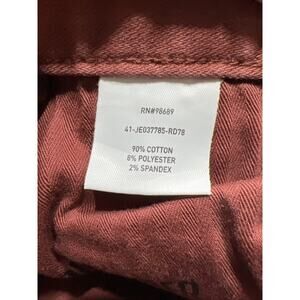 RN#98689
41-JE037785-RD78
90% COTTON
8% POLYESTER
2% SPANDEX